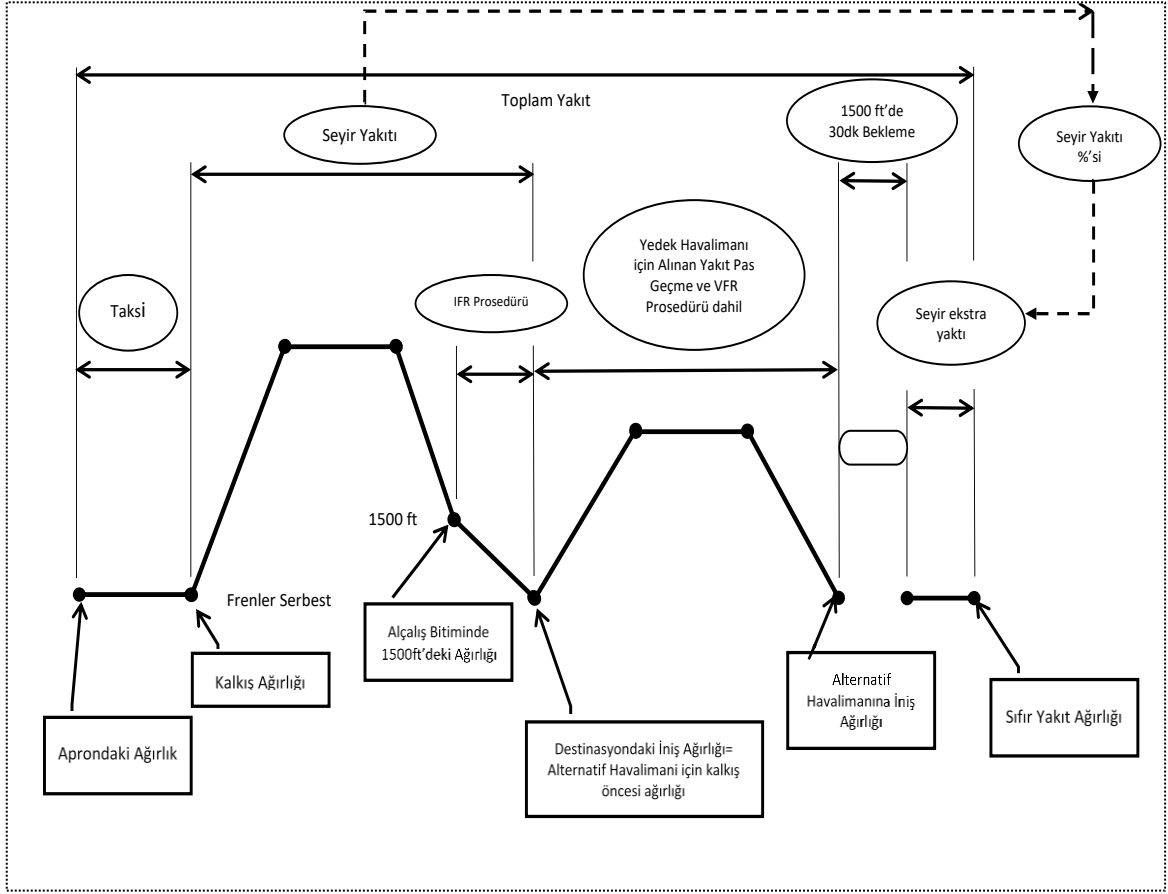 Toplam Yakıt
Seyir Yakıtı
1500 ft’de
30dk Bekleme
Seyir Yakıtı
%’si
Yedek Havalimanı
için Alınan Yakıt Pas
Geçme ve VFR
Prosedürü dahil
Taksi
IFR Prosedürü
Seyir ekstra
yaktı
1500 ft
Frenler Serbest
Alçalış Bitiminde
1500ft’deki Ağırlığı
Kalkış Ağırlığı
Alternatif
Havalimanına İniş
Ağırlığı
Sıfır Yakıt Ağırlığı
Aprondaki Ağırlık
Destinasyondaki İniş Ağırlığı=
Alternatif Havalimani için kalkış
öncesi ağırlığı